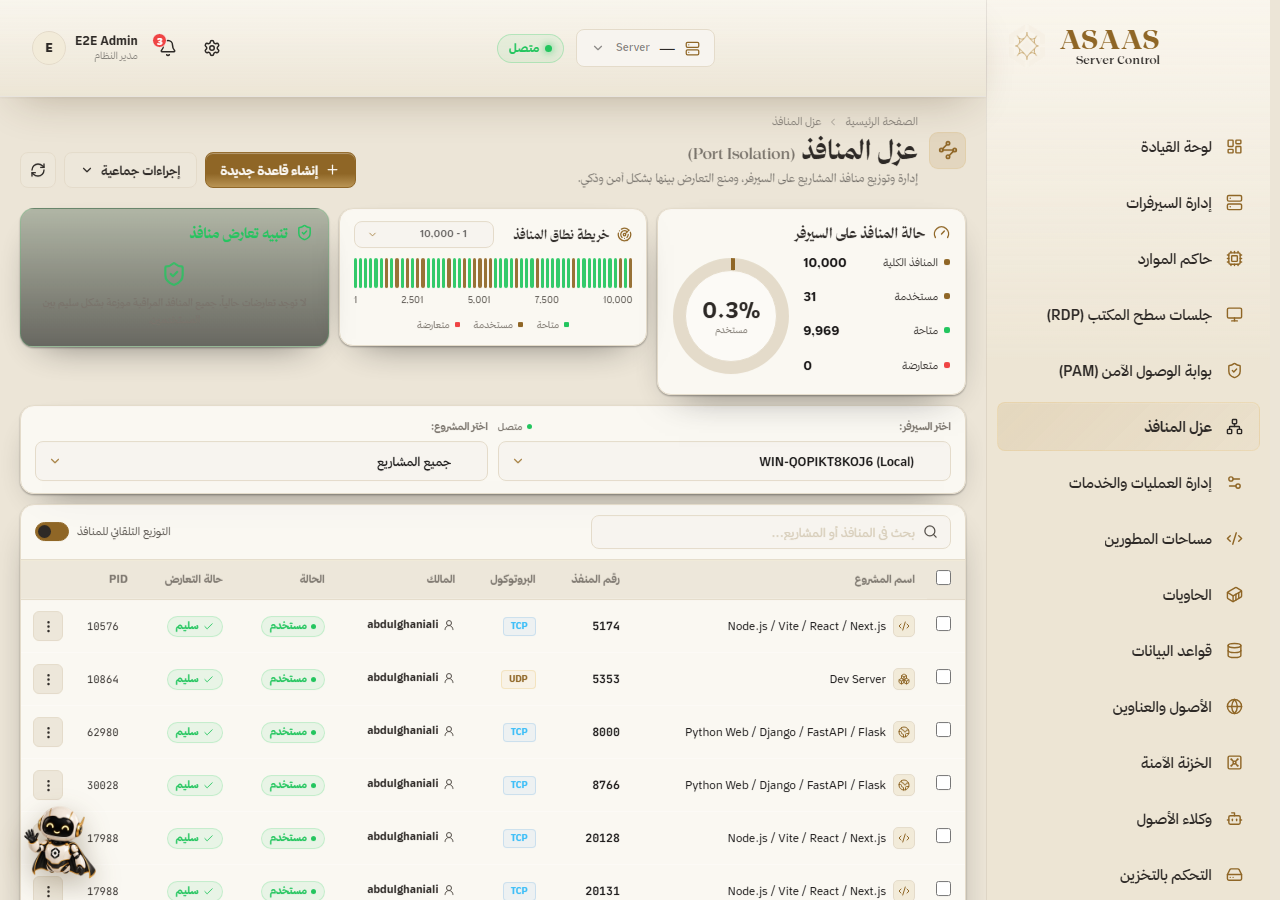 ASAAS
Server Control
لوحة القيادة
إدارة السيرفرات
حاكم الموارد
جلسات سطح المكتب (RDP)
بوابة الوصول الآمن (PAM)
عزل المنافذ
إدارة العمليات والخدمات
مساحات المطورين
الحاويات
قواعد البيانات
الأصول والعناوين
الخزنة الآمنة
وكلاء الأصول
التحكم بالتخزين
— Server
متصل
3
E2E Admin
مدير النظام
E
الصفحة الرئيسية > عزل المنافذ
عزل المنافذ (Port Isolation)
إدارة وتوزيع منافذ المشاريع على السيرفر، ومنع التعارض بينها بشكل آمن وذكي.
إنشاء قاعدة جديدة
إجراءات جماعية
حالة المنافذ على السيرفر
المنافذ الكلية 10,000
مستخدمة 31
متاحة 9,969
متعارضة 0
0.3%
مستخدم
خريطة نطاق المنافذ
1 - 10,000
1 2,501 5,001 7,500 10,000
متاحة مستخدمة متعارضة
تنبيه تعارض منافذ
لا توجد تعارضات حالياً. جميع المنافذ المراقبة
اختر السيرفر:
متصل
WIN-QOPIKT8KOJ6 (Local)
اختر المشروع:
جميع المشاريع
بحث في المنافذ أو المشاريع...
التوزيع التلقائي للمنافذ
اسم المشروع رقم المنفذ البروتوكول المالك الحالة حالة التعارض PID
Node.js / Vite / React / Next.js 5174 TCP abdulghaniali مستخدم سليم 10576
Dev Server 5353 UDP abdulghaniali مستخدم سليم 10864
Python Web / Django / FastAPI / Flask 8000 TCP abdulghaniali مستخدم سليم 62980
Python Web / Django / FastAPI / Flask 8766 TCP abdulghaniali مستخدم سليم 30028
Node.js / Vite / React / Next.js 20128 TCP abdulghaniali مستخدم سليم 17988
Node.js / Vite / React / Next.js 20131 TCP abdulghaniali مستخدم سليم 17988